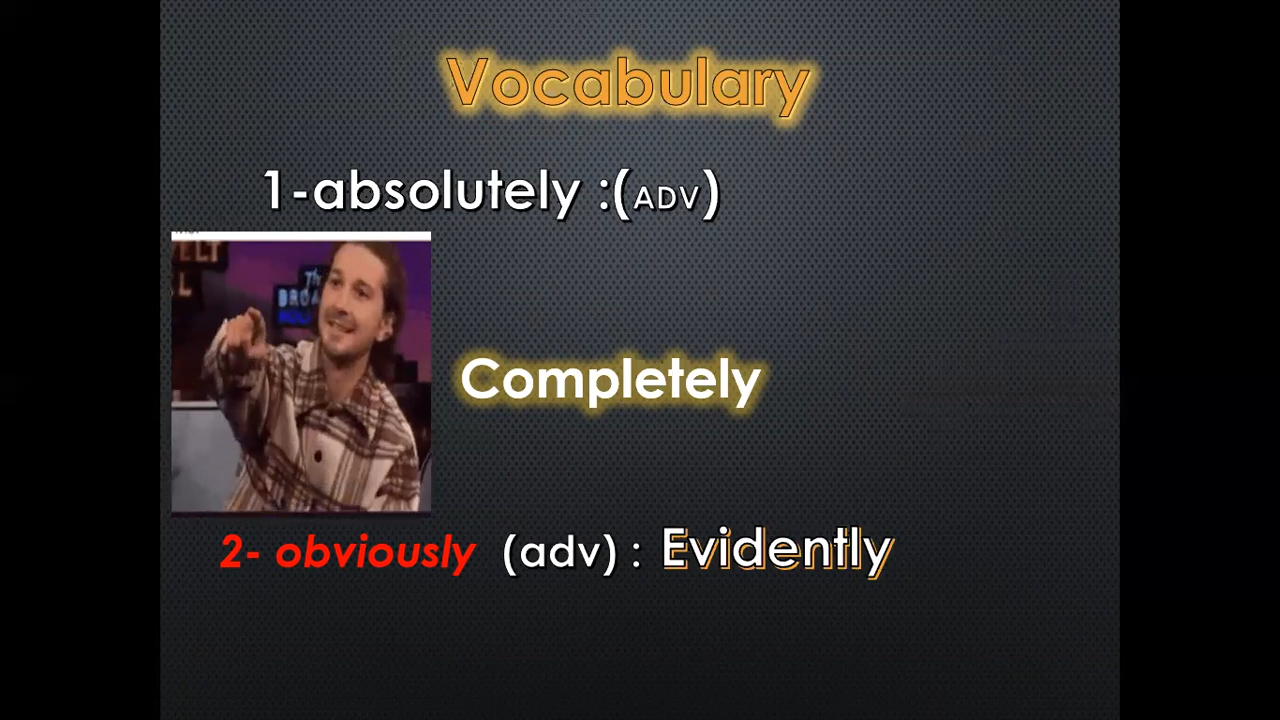 Vocabulary
1-absolutely :(ADV)
Completely
2- obviously (adv) : Evidently